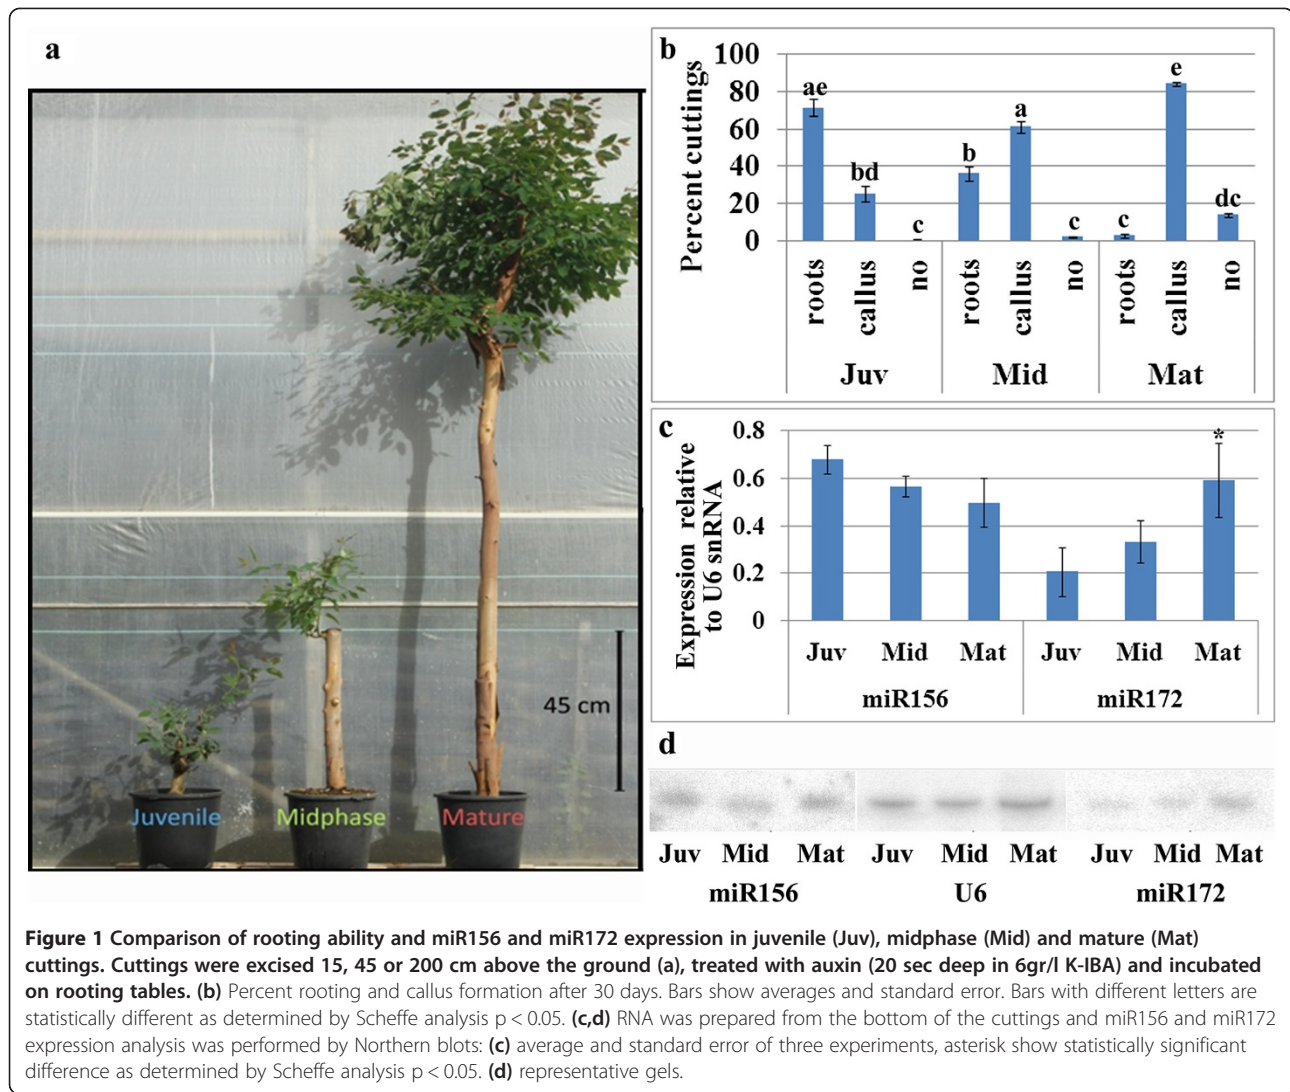 a
45 cm
Juvenile Midphase Mature
b
Percent cuttings
100
80
60
40
20
0
ae
bd
c
b
a
c
c
e
dc
roots callus no roots callus no roots callus no
Juv Mid Mat
c
Expression relative
to U6 snRNA
0.8
0.6
0.4
0.2
0
*
Juv Mid Mat Juv Mid Mat
miR156 miR172
d
Juv Mid Mat Juv Mid Mat Juv Mid Mat
miR156 U6 miR172
Figure 1 Comparison of rooting ability and miR156 and miR172 expression in juvenile (Juv), midphase (Mid) and mature (Mat)
cuttings. Cuttings were excised 15, 45 or 200 cm above the ground (a), treated with auxin (20 sec deep in 6gr/l K-IBA) and incubated
on rooting tables. (b) Percent rooting and callus formation after 30 days. Bars show averages and standard error. Bars with different letters are
statistically different as determined by Scheffe analysis p < 0.05. (c,d) RNA was prepared from the bottom of the cuttings and miR156 and miR172
expression analysis was performed by Northern blots: (c) average and standard error of three experiments, asterisk show statistically significant
difference as determined by Scheffe analysis p < 0.05. (d) representative gels.